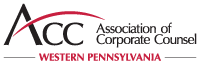 ACC Association of
Corporate Counsel
WESTERN PENNSYLVANIA